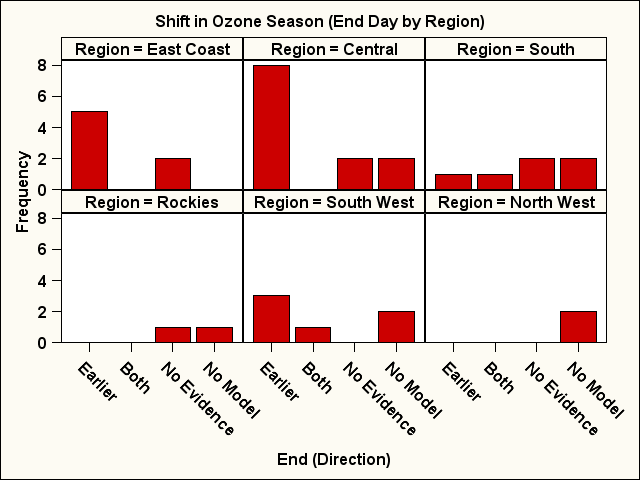 Shift in Ozone Season (End Day by Region)
Region = East Coast
Region = Central
Region = South
8
6
4
2
0
Frequency
Region = Rockies
Region = South West
Region = North West
8
6
4
2
0
Earlier
Both
No Evidence
No Model
Earlier
Both
No Evidence
No Model
Earlier
Both
No Evidence
No Model
End (Direction)